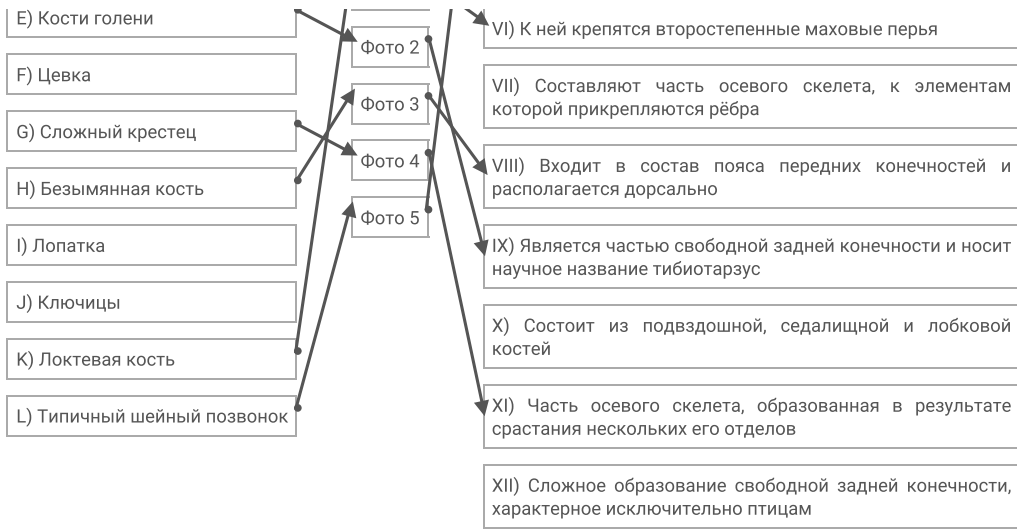 E) Кости голени
F) Цевка
G) Сложный крестец
H) Безымянная кость
I) Лопатка
J) Ключицы
K) Локтевая кость
L) Типичный шейный позвонок
Фото 2
Фото 3
Фото 4
Фото 5
VI) К ней крепятся второстепенные маховые перья
VII) Составляют часть осевого скелета, к элементам
которой прикрепляются рёбра
VIII) Входит в состав пояса передних конечностей и
располагается дорсально
IX) Является частью свободной задней конечности и носит
научное название тибиотарзус
X) Состоит из подвздошной, седалищной и лобковой
костей
XI) Часть осевого скелета, образованная в результате
срастания нескольких его отделов
XII) Сложное образование свободной задней конечности,
характерное исключительно птицам